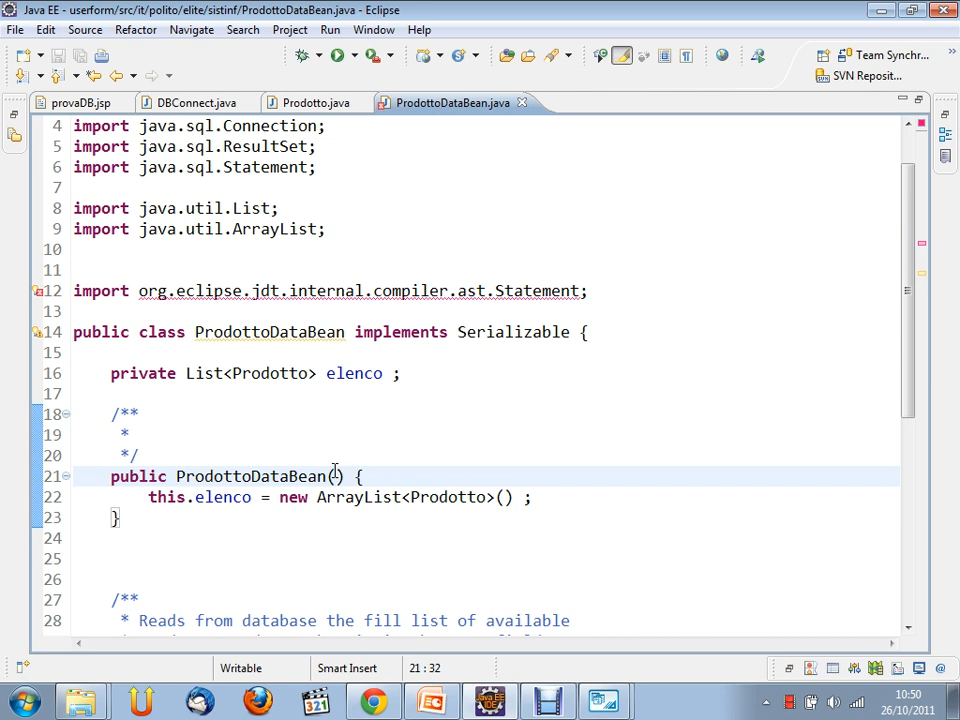 Java EE - userform/src/it/polito/elite/sistinf/ProdottoDataBean.java - Eclipse
File Edit Source Refactor Navigate Search Project Run Window Help
Team Synchr...
SVN Reposit...
provaDB.jsp DBConnect.java Prodotto.java ProdottoDataBean.java
4 import java.sql.Connection;
5 import java.sql.ResultSet;
6 import java.sql.Statement;
7
8 import java.util.List;
9 import java.util.ArrayList;
10
11
12 import org.eclipse.jdt.internal.compiler.ast.Statement;
13
14 public class ProdottoDataBean implements Serializable {
15
16 private List<Prodotto> elenco ;
17
18 /**
19 *
20 */
21 public ProdottoDataBean() {
22 this.elenco = new ArrayList<Prodotto>() ;
23 }
24
25
26
27 /**
28 * Reads from database the fill list of available
Writable Smart Insert 21 : 32
321
JAVA EE IDE
10:50
26/10/2011